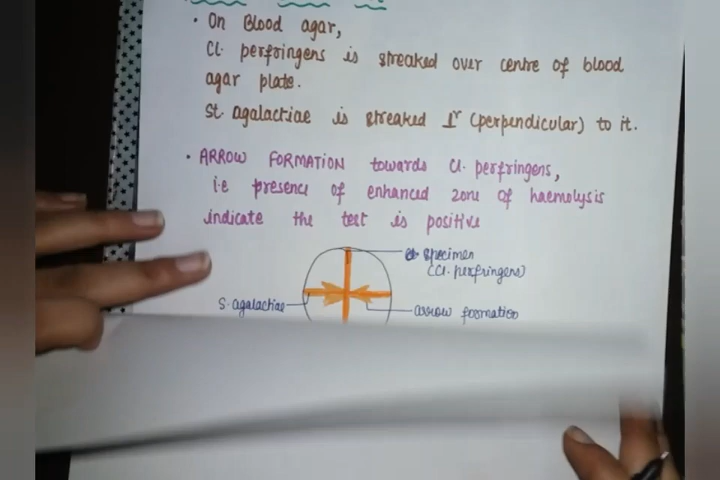 • On Blood agar,
Cl. perfringens is streaked over centre of blood
agar plate.
St. agalactiae is streaked ⊥r (perpendicular) to it.
• ARROW FORMATION towards Cl. perfringens,
i.e presence of enhanced zone of haemolysis
indicate the test is positive
specimen
(Cl. perfringens)
S. agalactiae
arrow formation